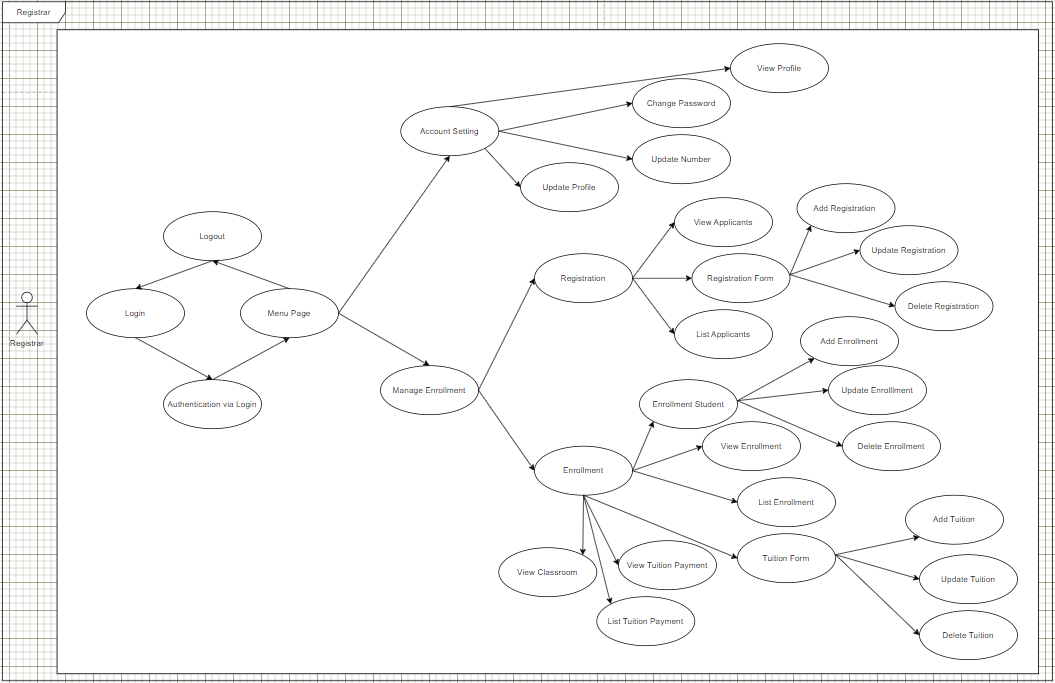 Registrar
View Profile
Change Password
Account Setting
Update Number
Update Profile
Add Registration
View Applicants
Logout
Update Registration
Registration
Registration Form
Delete Registration
Login
Menu Page
List Applicants
Add Enrollment
Registrar
Manage Enrollment
Update Enrolllment
Authentication via Login
Enrollment Student
View Enrollment
Delete Enrollment
Enrollment
List Enrollment
Add Tuition
Tuition Form
View Tuition Payment
View Classroom
Update Tuition
List Tuition Payment
Delete Tuition